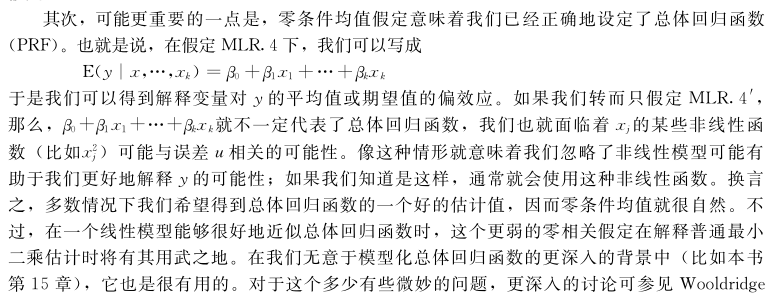 其次，可能更重要的一点是，零条件均值假定意味着我们已经正确地设定了总体回归函数
(PRF)。也就是说，在假定 MLR.4 下，我们可以写成
E(y | x,…,xₖ) = β₀ + β₁x₁ + … + βₖxₖ
于是我们可以得到解释变量对 y 的平均值或期望值的偏效应。如果我们转而只假定 MLR.4′，
那么，β₀+β₁x₁+…+βₖxₖ就不一定代表了总体回归函数，我们也就面临着 xⱼ的某些非线性函
数（比如xⱼ²）可能与误差 u 相关的可能性。像这种情形就意味着我们忽略了非线性模型可能有
助于我们更好地解释 y 的可能性；如果我们知道是这样，通常就会使用这种非线性函数。换言
之，多数情况下我们希望得到总体回归函数的一个好的估计值，因而零条件均值就很自然。不
过，在一个线性模型能够很好地近似总体回归函数时，这个更弱的零相关假定在解释普通最小
二乘估计时将有其用武之地。在我们无意于模型化总体回归函数的更深入的背景中（比如本书
第 15 章），它也是很有用的。对于这个多少有些微妙的问题，更深入的讨论可参见 Wooldridge